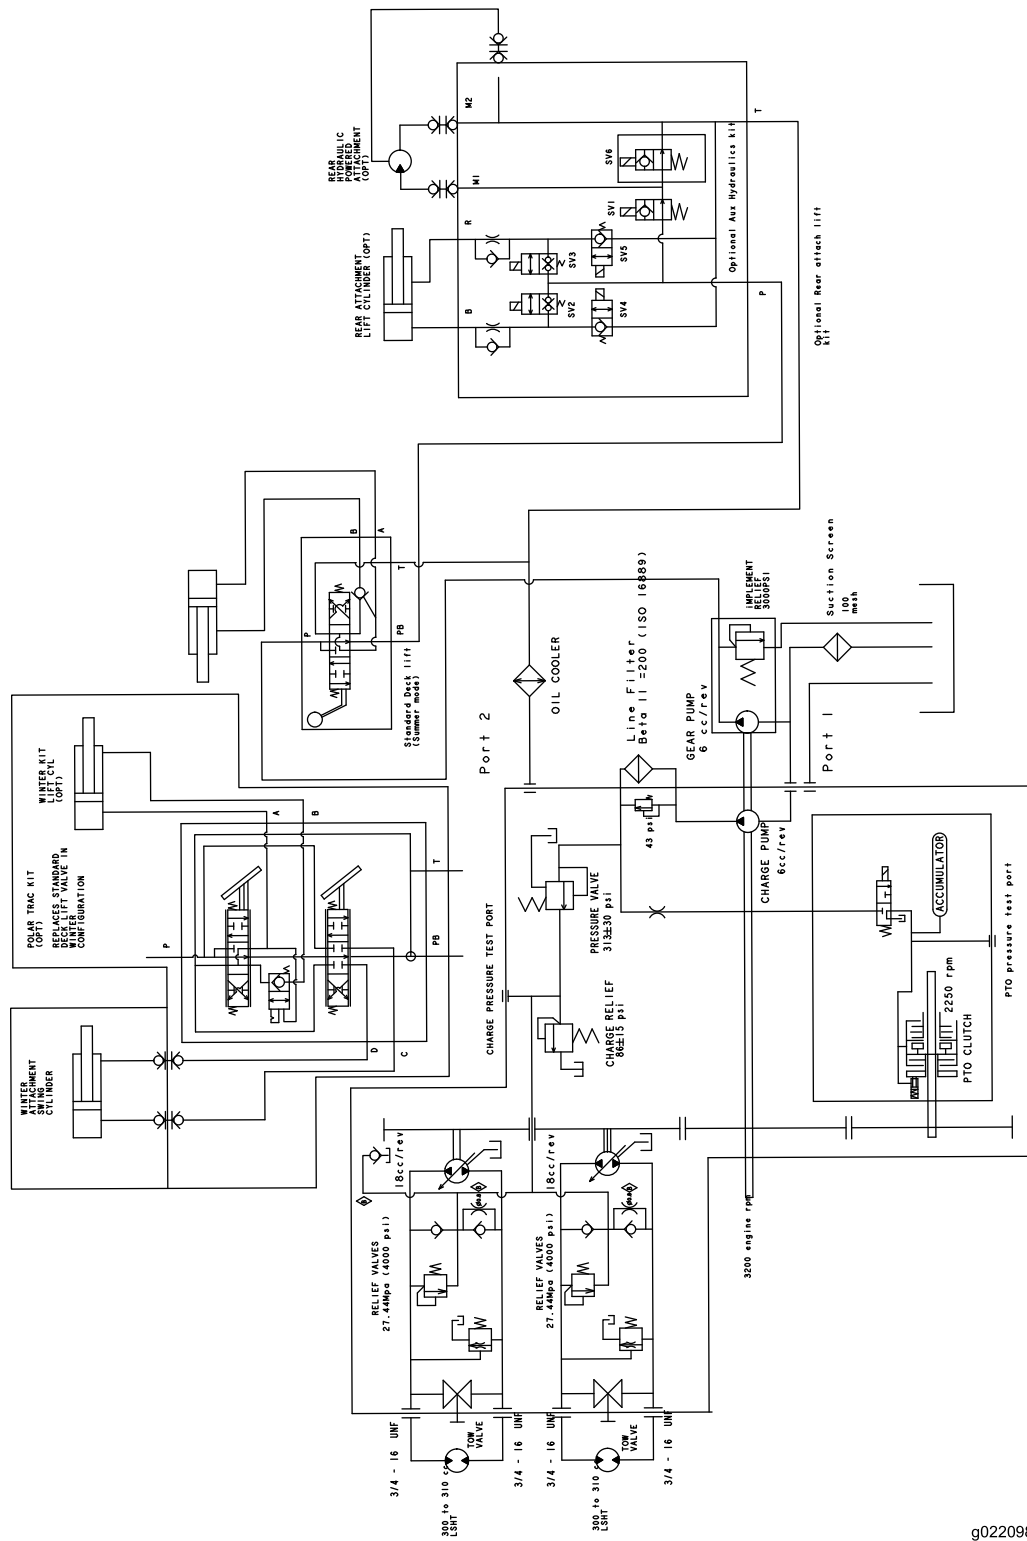 M2
T
REAR
HYDRAULIC
POWERED
ATTACHMENT
(OPT)
SV6
M1
SV1
Optional Aux Hydraulics kit
R
SV3
SV5
REAR ATTACHMENT
LIFT CYLINDER (OPT)
B
SV2
SV4
P
Optional Rear attach lift
kit
B
A
T
P
PB
Standard Deck lift
(Summer mode)
Port 2
OIL COOLER
Line Filter
Beta 11 =200 (ISO 16889)
IMPLEMENT
RELIEF
3000PSI
Suction Screen
100
mesh
GEAR PUMP
6 cc/rev
Port 1
43 psi
CHARGE PUMP
6cc/rev
WINTER KIT
LIFT CYL
(OPT)
A
B
POLAR TRAC KIT
(OPT)
REPLACES STANDARD
DECK LIFT VALVE IN
WINTER
CONFIGURATION
P
T
PB
D
C
WINTER
ATTACHMENT
SWING
CYLINDER
CHARGE PRESSURE TEST PORT
PRESSURE VALVE
313±30 psi
CHARGE RELIEF
86±15 psi
ACCUMULATOR
PTO pressure test port
2250 rpm
PTO CLUTCH
3200 engine rpm
18cc/rev
18cc/rev
RELIEF VALVES
27.44Mpa (4000 psi)
RELIEF VALVES
27.44Mpa (4000 psi)
3/4 - 16 UNF
TOW
VALVE
3/4 - 16 UNF
3/4 - 16 UNF
TOW
VALVE
3/4 - 16 UNF
300 to 310 cc
LSHT
300 to 310 c
LSHT
g022098